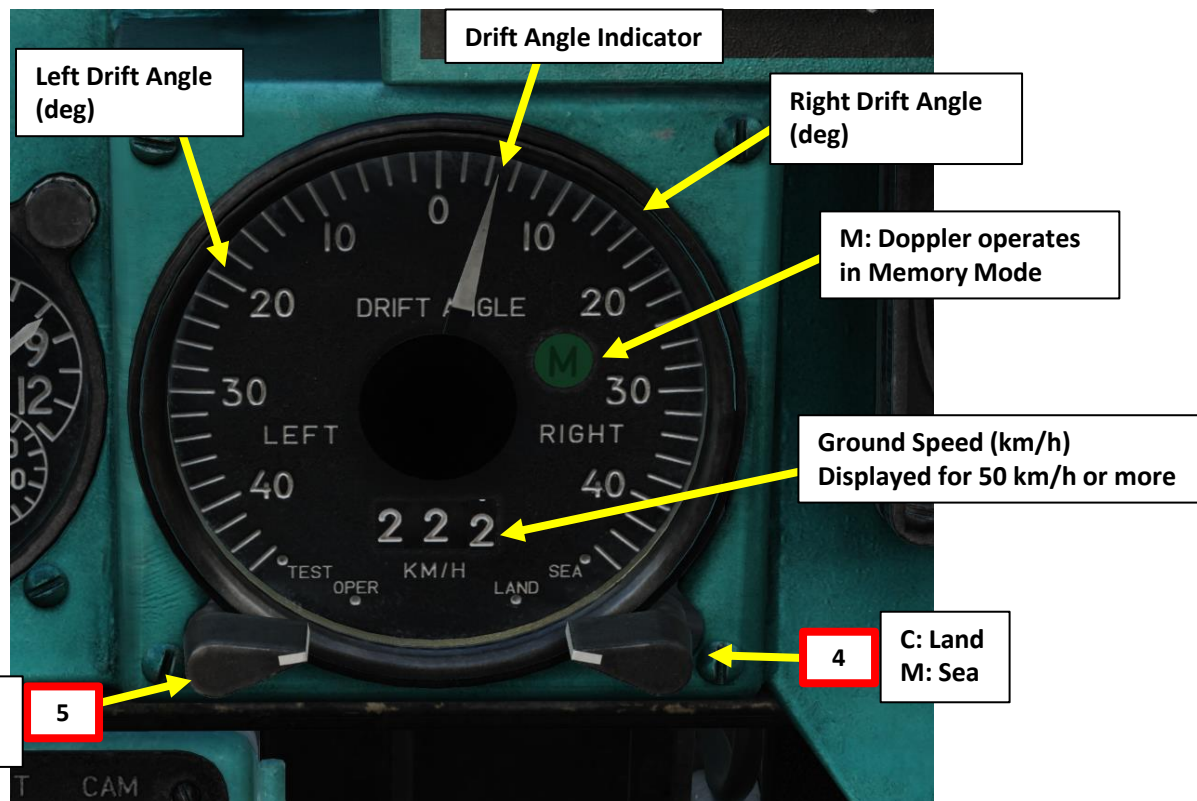 Drift Angle Indicator
Left Drift Angle
(deg)
Right Drift Angle
(deg)
M: Doppler operates
in Memory Mode
Ground Speed (km/h)
Displayed for 50 km/h or more
4
C: Land
M: Sea
5
0
10
10
20
20
DRIFT ANGLE
M
30
30
LEFT
RIGHT
40
40
222
KM/H
TEST
OPER
LAND
SEA
9
12
T CAM